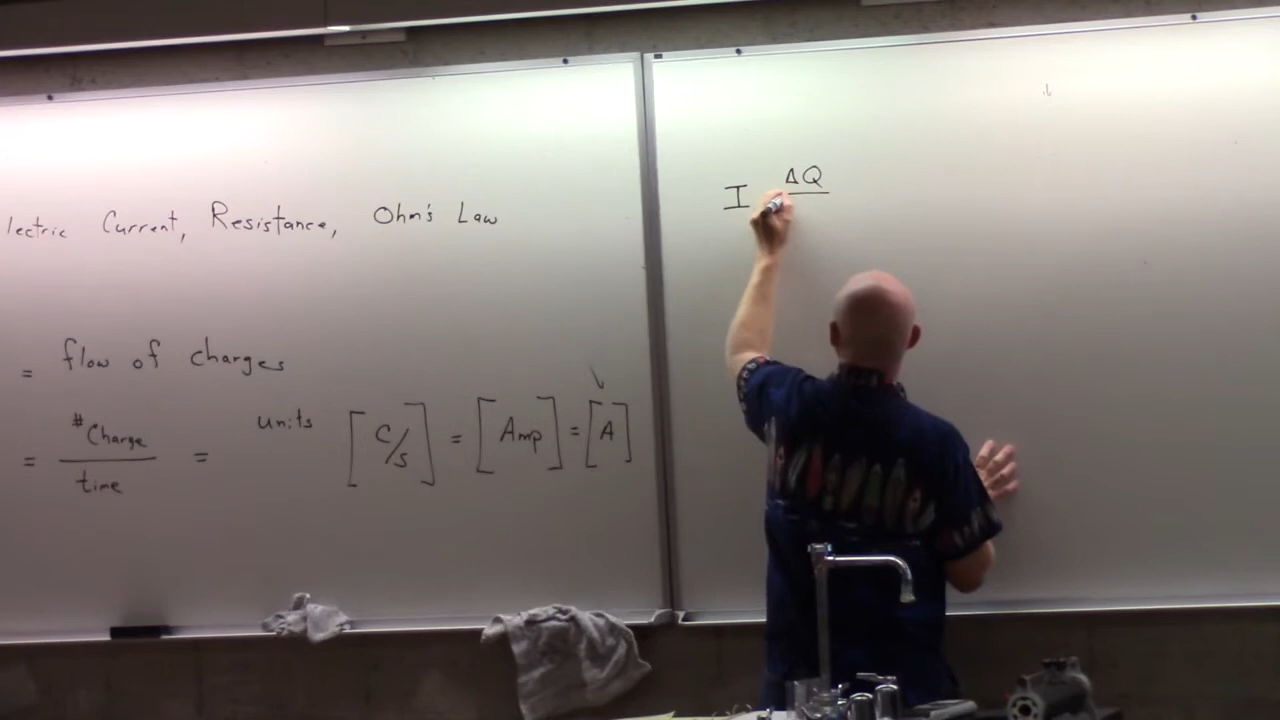 lectric Current, Resistance, Ohm's Law
= flow of charges
= #Charge
time
= units [C/s] = [Amp] = [A]
I ΔQ